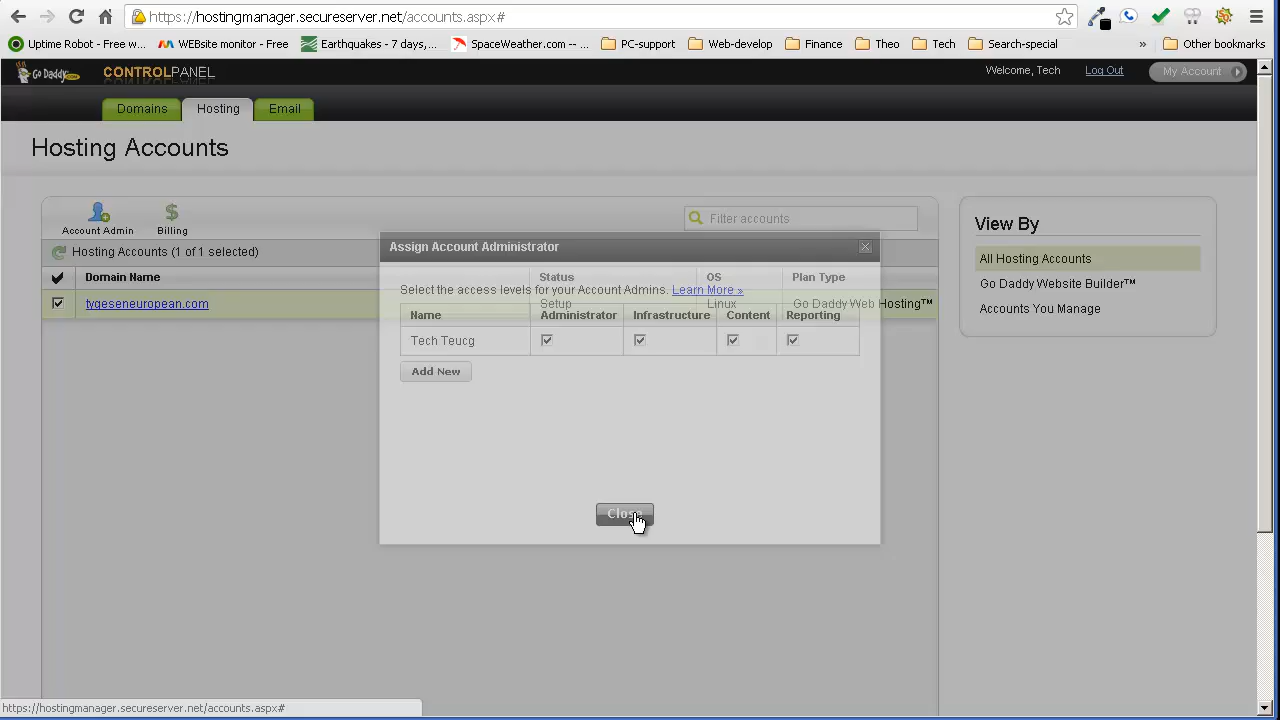 https://hostingmanager.secureserver.net/accounts.aspx#
Uptime Robot - Free w... WEBsite monitor - Free Earthquakes - 7 days,... SpaceWeather.com -- ... PC-support Web-develop Finance Theo Tech Search-special » Other bookmarks
Go Daddy.com CONTROLPANEL Welcome, Tech Log Out My Account
Domains Hosting Email
Hosting Accounts
Account Admin Billing Filter accounts
Hosting Accounts (1 of 1 selected)
Domain Name Status OS Plan Type
tygeseneuropean.com Setup Linux Go Daddy Web Hosting™
Assign Account Administrator
Select the access levels for your Account Admins. Learn More »
Name Administrator Infrastructure Content Reporting
Tech Teucg
Add New
Close
View By
All Hosting Accounts
Go Daddy Website Builder™
Accounts You Manage
https://hostingmanager.secureserver.net/accounts.aspx#